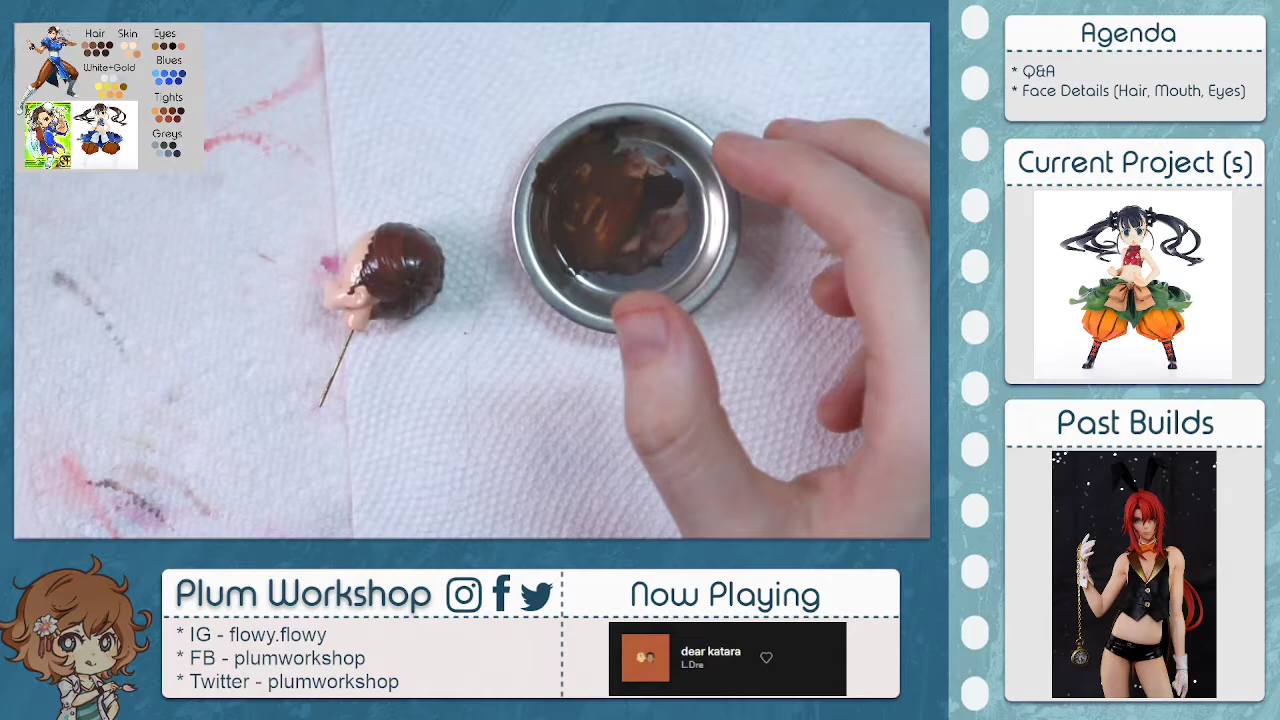 Hair Skin Eyes
White+Gold
Blues
Tights
Greys
Agenda
* Q&A
* Face Details (Hair, Mouth, Eyes)
Current Project (s)
Past Builds
Plum Workshop
* IG - flowy.flowy
* FB - plumworkshop
* Twitter - plumworkshop
Now Playing
dear katara
L.Dre